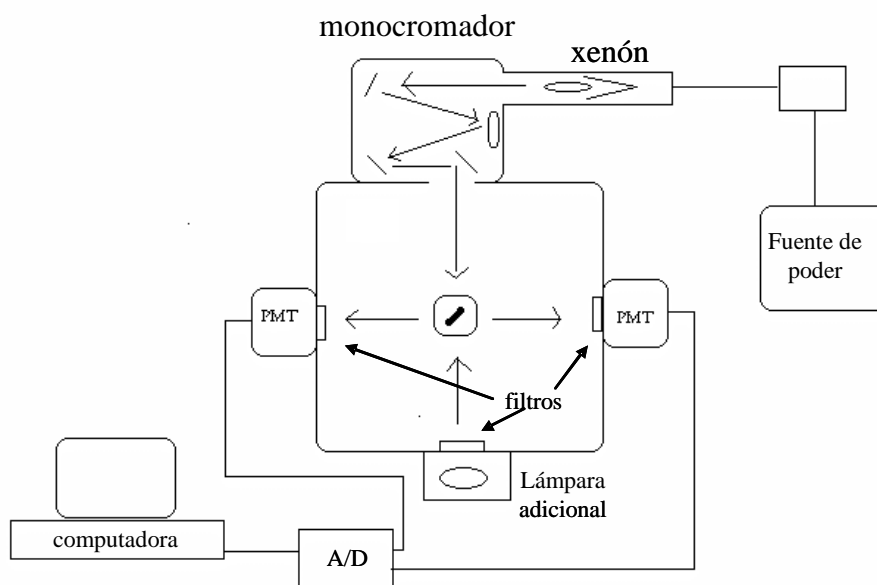 monocromador
xenón
Fuente de
poder
PMT
PMT
filtros
Lámpara
adicional
computadora
A/D